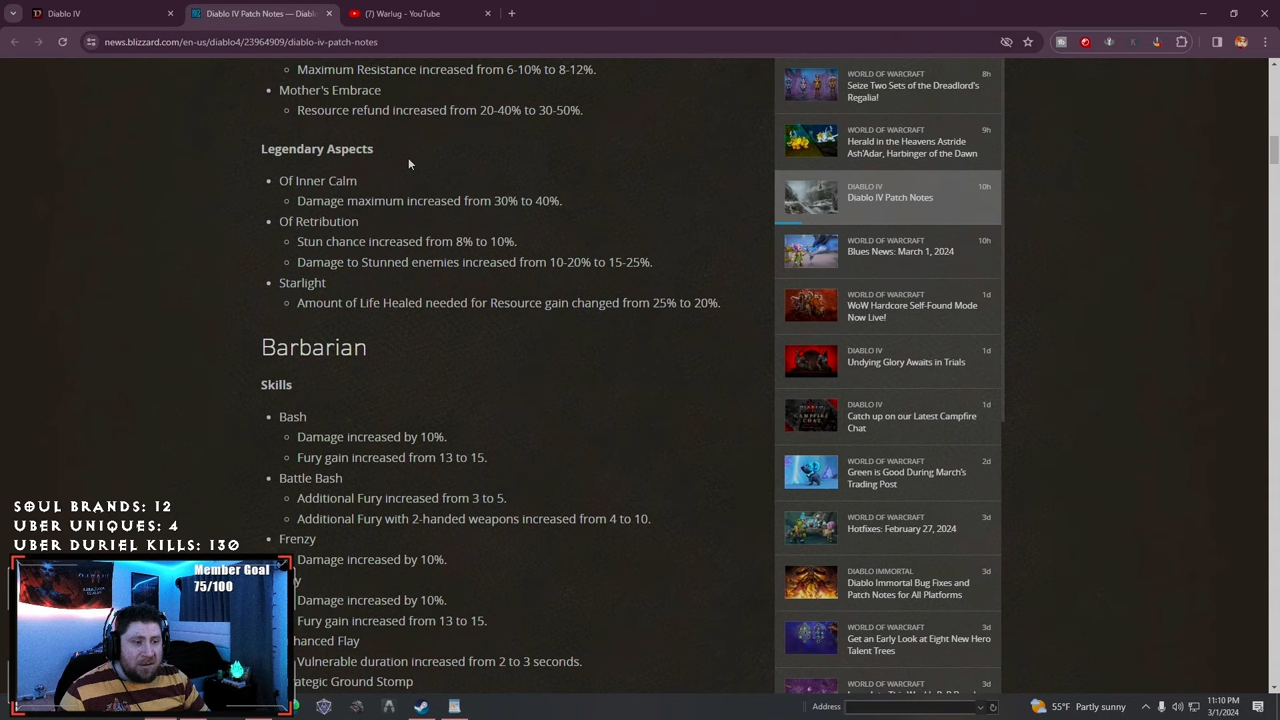 Diablo IV
Diablo IV Patch Notes
(7) Warlug - YouTube
news.blizzard.com/en-us/diablo4/23964909/diablo-iv-patch-notes
Maximum Resistance increased from 6-10% to 8-12%.
Mother's Embrace
Resource refund increased from 20-40% to 30-50%.
Legendary Aspects
Of Inner Calm
Damage maximum increased from 30% to 40%.
Of Retribution
Stun chance increased from 8% to 10%.
Damage to Stunned enemies increased from 10-20% to 15-25%.
Starlight
Amount of Life Healed needed for Resource gain changed from 25% to 20%.
Barbarian
Skills
Bash
Damage increased by 10%.
Fury gain increased from 13 to 15.
Battle Bash
Additional Fury increased from 3 to 5.
Additional Fury with 2-handed weapons increased from 4 to 10.
Frenzy
Damage increased by 10%.
Damage increased by 10%.
Fury gain increased from 13 to 15.
hanced Flay
Vulnerable duration increased from 2 to 3 seconds.
ategic Ground Stomp
WORLD OF WARCRAFT 8h
Seize Two Sets of the Dreadlord's
Regalia!
WORLD OF WARCRAFT 9h
Herald in the Heavens Astride
Ash'Adar, Harbinger of the Dawn
DIABLO IV 10h
Diablo IV Patch Notes
WORLD OF WARCRAFT 10h
Blues News: March 1, 2024
WORLD OF WARCRAFT 1d
WoW Hardcore Self-Found Mode
Now Live!
DIABLO IV 1d
Undying Glory Awaits in Trials
DIABLO IV 1d
Catch up on our Latest Campfire
Chat
WORLD OF WARCRAFT 2d
Green is Good During March's
Trading Post
WORLD OF WARCRAFT 3d
Hotfixes: February 27, 2024
DIABLO IMMORTAL 3d
Diablo Immortal Bug Fixes and
Patch Notes for All Platforms
WORLD OF WARCRAFT 3d
Get an Early Look at Eight New Hero
Talent Trees
WORLD OF WARCRAFT 3d
SOUL BRANDS: 12
UBER UNIQUES: 4
UBER DURIEL KILLS: 130
Member Goal
75/100
Address
55°F Partly sunny
11:10 PM
3/1/2024